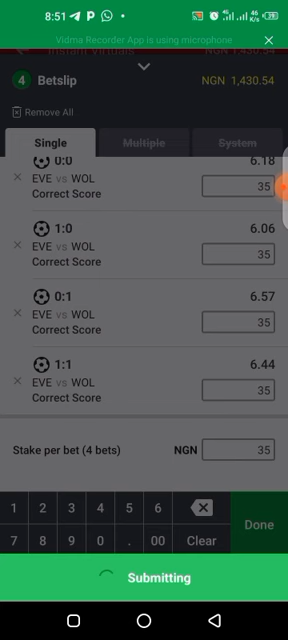 8:51
Vidma Recorder App is using microphone
Instant Virtuals NGN 1,430.54
4 Betslip NGN 1,430.54
Remove All
Single Multiple System
0:0 6.18
EVE vs WOL 35
Correct Score
1:0 6.06
EVE vs WOL 35
Correct Score
0:1 6.57
EVE vs WOL 35
Correct Score
1:1 6.44
EVE vs WOL 35
Correct Score
Stake per bet (4 bets) NGN 35
1 2 3 4 5 6
Done
7 8 9 0 . 00 Clear
Submitting